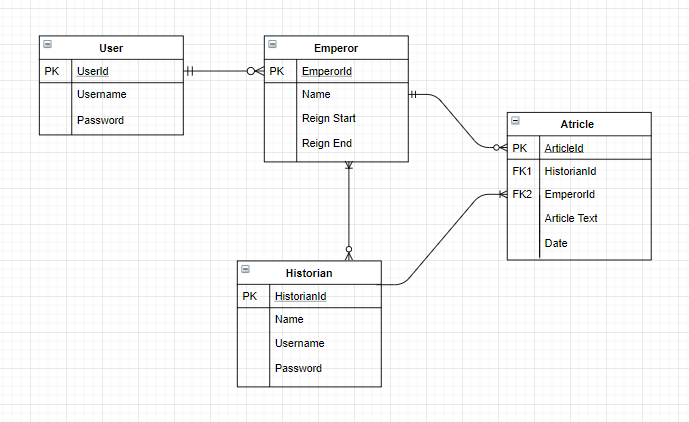 User
PK UserId
Username
Password
Emperor
PK EmperorId
Name
Reign Start
Reign End
Atricle
PK ArticleId
FK1 HistorianId
FK2 EmperorId
Article Text
Date
Historian
PK HistorianId
Name
Username
Password